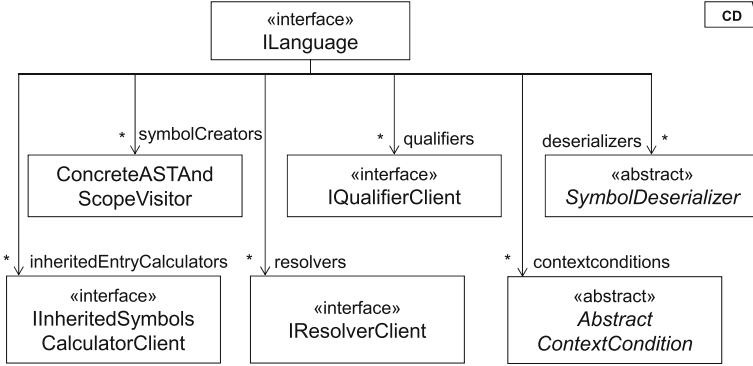 «interface»
ILanguage
CD
* symbolCreators
* qualifiers
deserializers *
ConcreteASTAnd
ScopeVisitor
«interface»
IQualifierClient
«abstract»
SymbolDeserializer
* inheritedEntryCalculators
* resolvers
* contextconditions
«interface»
IInheritedSymbols
CalculatorClient
«interface»
IResolverClient
«abstract»
Abstract
ContextCondition